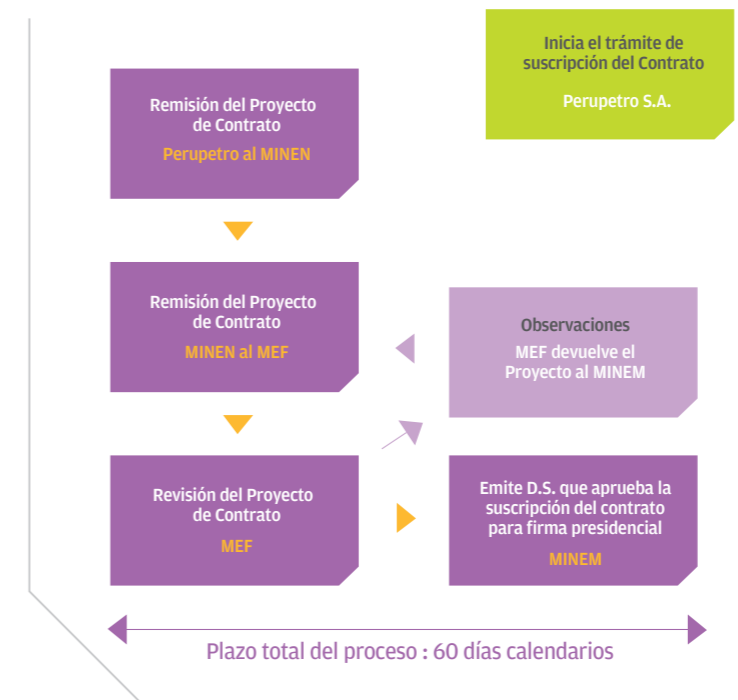 Inicia el trámite de
suscripción del Contrato
Perupetro S.A.
Remisión del Proyecto
de Contrato
Perupetro al MINEN
Remisión del Proyecto
de Contrato
MINEN al MEF
Observaciones
MEF devuelve el
Proyecto al MINEM
Revisión del Proyecto
de Contrato
MEF
Emite D.S. que aprueba la
suscripción del contrato
para firma presidencial
MINEM
Plazo total del proceso : 60 días calendarios